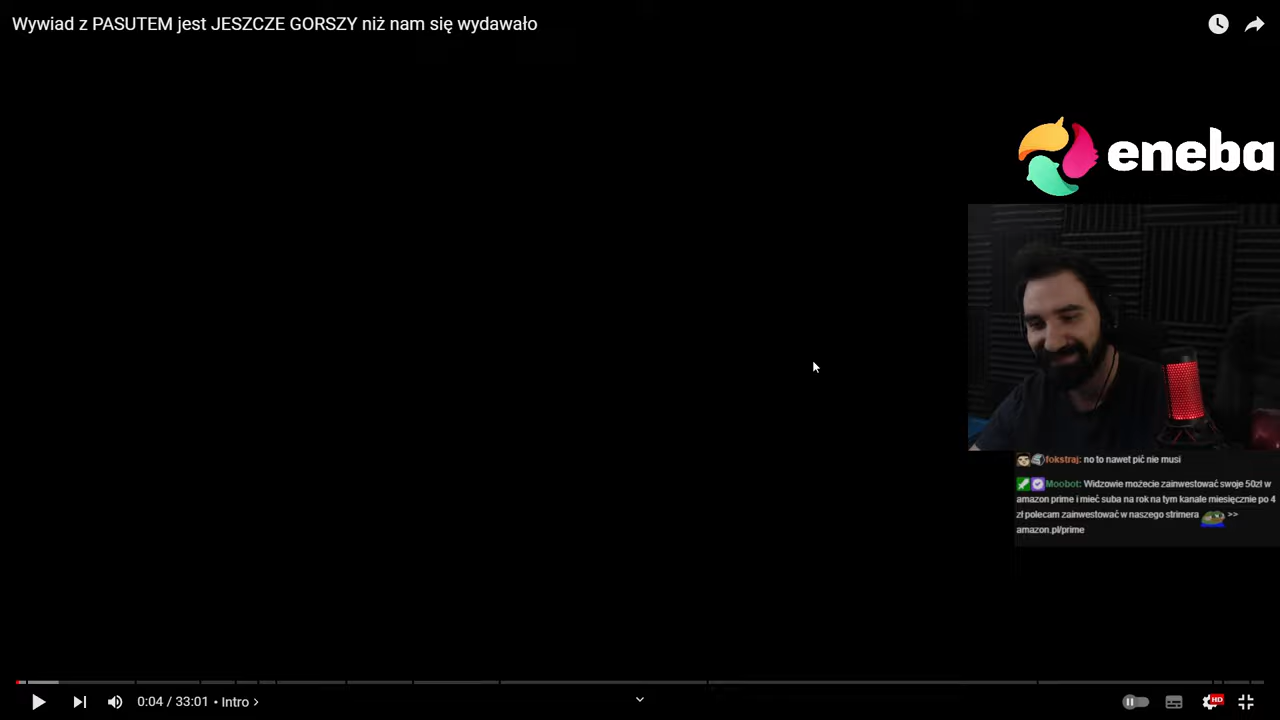 Wywiad z PASUTEM jest JESZCZE GORSZY niż nam się wydawało
eneba
fokstraj: no to nawet pić nie musi
Moobot: Widzowie możecie zainwestować swoje 50zł w
amazon prime i mieć suba na rok na tym kanale miesięcznie po 4
zł polecam zainwestować w naszego strimera >>
amazon.pl/prime
0:04 / 33:01 • Intro >
HD